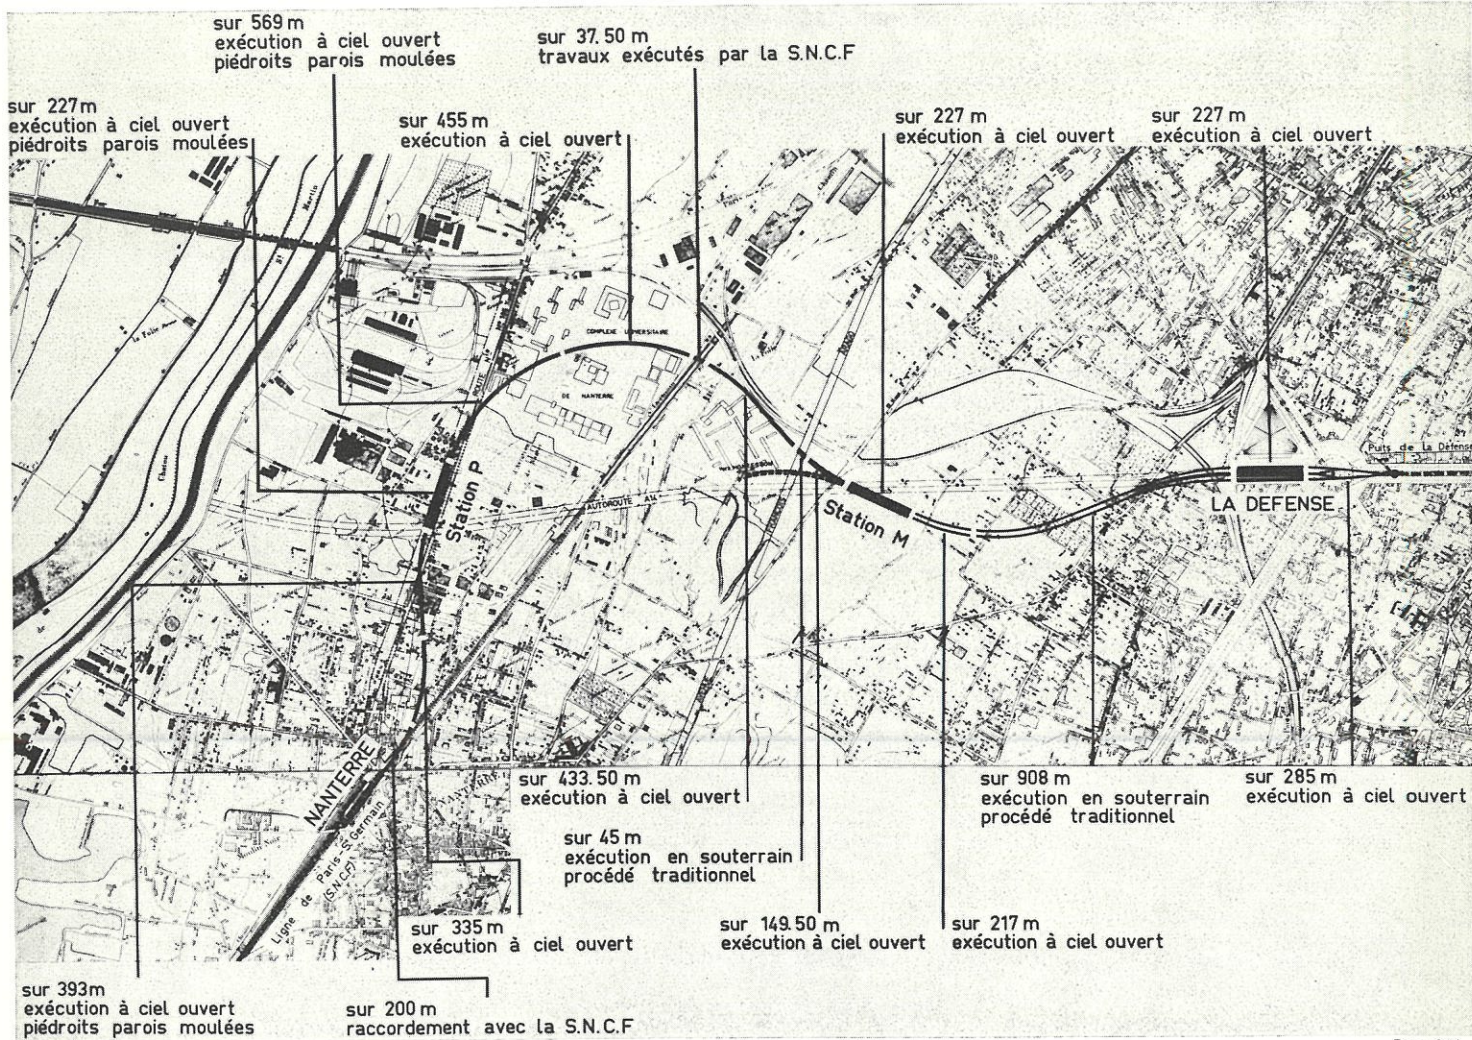 sur 569 m
exécution à ciel ouvert
piédroits parois moulées
sur 37.50 m
travaux exécutés par la S.N.C.F
sur 227 m
exécution à ciel ouvert
piédroits parois moulées
sur 455 m
exécution à ciel ouvert
sur 227 m
exécution à ciel ouvert
sur 227 m
exécution à ciel ouvert
COMPLEXE UNIVERSITAIRE
DE NANTERRE
ROUTE
Chatou
Station P
AUTOROUTE A14
Station M
Puits de la Défense
LA DEFENSE
NANTERRE
NANTERRE
Ligne de Paris-St Germain
(S.N.C.F)
sur 433.50 m
exécution à ciel ouvert
sur 908 m
exécution en souterrain
procédé traditionnel
sur 285 m
exécution à ciel ouvert
sur 45 m
exécution en souterrain
procédé traditionnel
sur 335 m
exécution à ciel ouvert
sur 149.50 m
exécution à ciel ouvert
sur 217 m
exécution à ciel ouvert
sur 393m
exécution à ciel ouvert
piédroits parois moulées
sur 200 m
raccordement avec la S.N.C.F